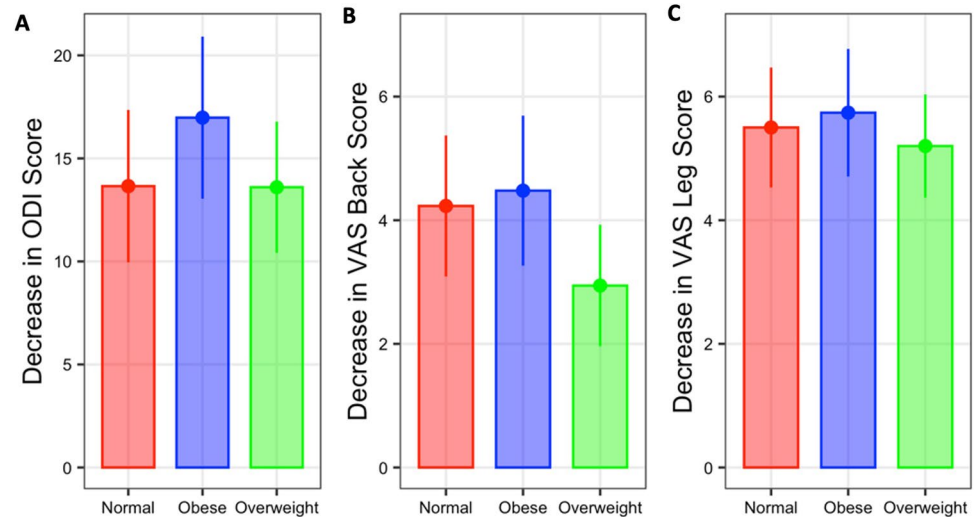 A
Decrease in ODI Score
20
15
10
5
0
Normal Obese Overweight
B
Decrease in VAS Back Score
6
4
2
0
Normal Obese Overweight
C
Decrease in VAS Leg Score
6
4
2
0
Normal Obese Overweight